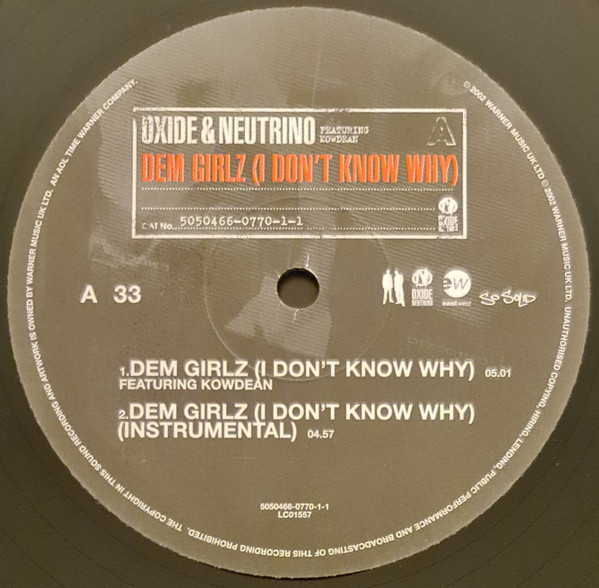 OXIDE & NEUTRINO FEATURING KOWDEAN A
DEM GIRLZ (I DON'T KNOW WHY)
CAT No... 5050466-0770-1-1
OXIDE NEUTRINO
A 33
OXIDE NEUTRINO
eastwest
So Solid
1.DEM GIRLZ (I DON'T KNOW WHY) 05.01
FEATURING KOWDEAN
2.DEM GIRLZ (I DON'T KNOW WHY)
(INSTRUMENTAL) 04.57
5050466-0770-1-1
LC01557
℗ 2002 WARNER MUSIC UK LTD. © 2002 WARNER MUSIC UK LTD. UNAUTHORISED COPYING, HIRING, LENDING, PUBLIC PERFORMANCE AND BROADCASTING OF THIS RECORDING PROHIBITED. THE COPYRIGHT IN THIS SOUND RECORDING AND ARTWORK IS OWNED BY WARNER MUSIC UK LTD. AN AOL TIME WARNER COMPANY.